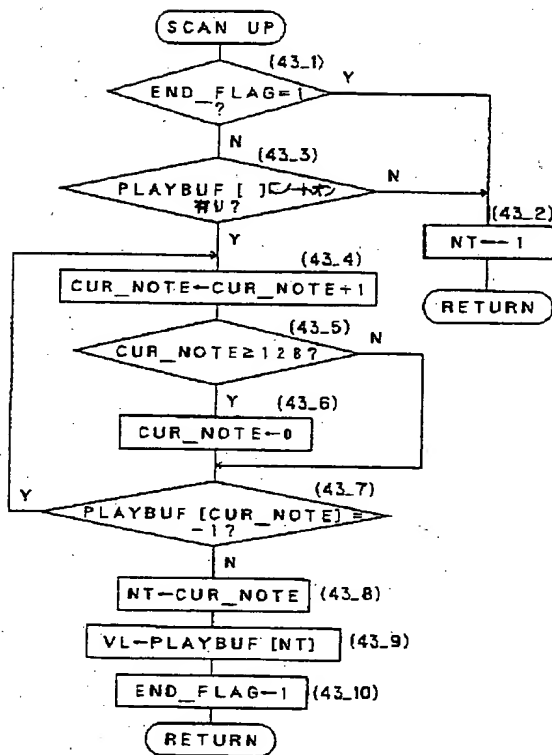 SCAN UP
(43_1)
END_FLAG=1
?
Y
N
(43_3)
PLAYBUF [ ]にノートオン
有り?
N
Y
(43_2)
NT←-1
RETURN
(43_4)
CUR_NOTE←CUR_NOTE+1
(43_5)
CUR_NOTE≥128?
N
Y
(43_6)
CUR_NOTE←0
(43_7)
Y
PLAYBUF [CUR_NOTE] =
-1?
N
NT←CUR_NOTE (43_8)
VL←PLAYBUF [NT] (43_9)
END_FLAG←1 (43_10)
RETURN